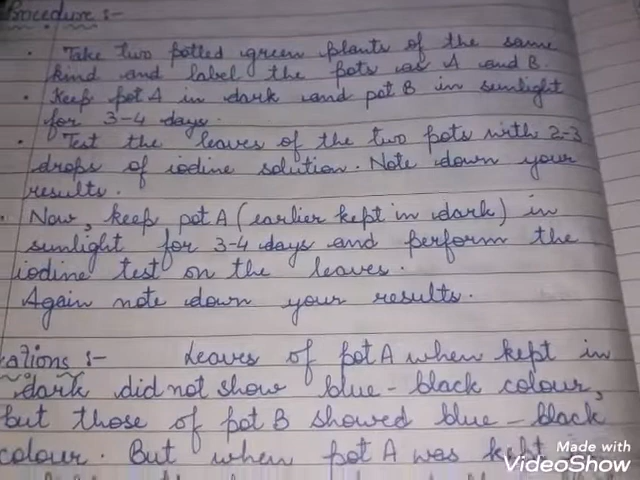 Procedure :-
• Take two potted green plants of the same
kind and label the pots as A and B.
• Keep pot A in dark and pot B in sunlight
for 3-4 days.
• Test the leaves of the two pots with 2-3
drops of iodine solution. Note down your
results.
• Now, keep pot A (earlier kept in dark) in
sunlight for 3-4 days and perform the
iodine test on the leaves.
Again note down your results.
ations :- Leaves of pot A when kept in
dark did not show blue-black colour,
but those of pot B showed blue-black
colour. But when pot A was kept
Made with
VideoShow